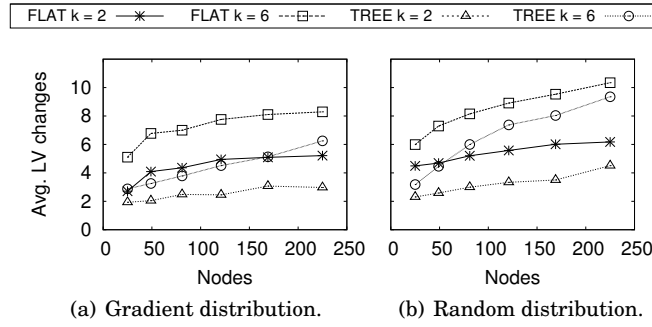 FLAT k = 2 FLAT k = 6 TREE k = 2 TREE k = 6
Avg. LV changes
10
8
6
4
2
0
0 50 100 150 200 250
Nodes
(a) Gradient distribution.
0 50 100 150 200 250
Nodes
(b) Random distribution.